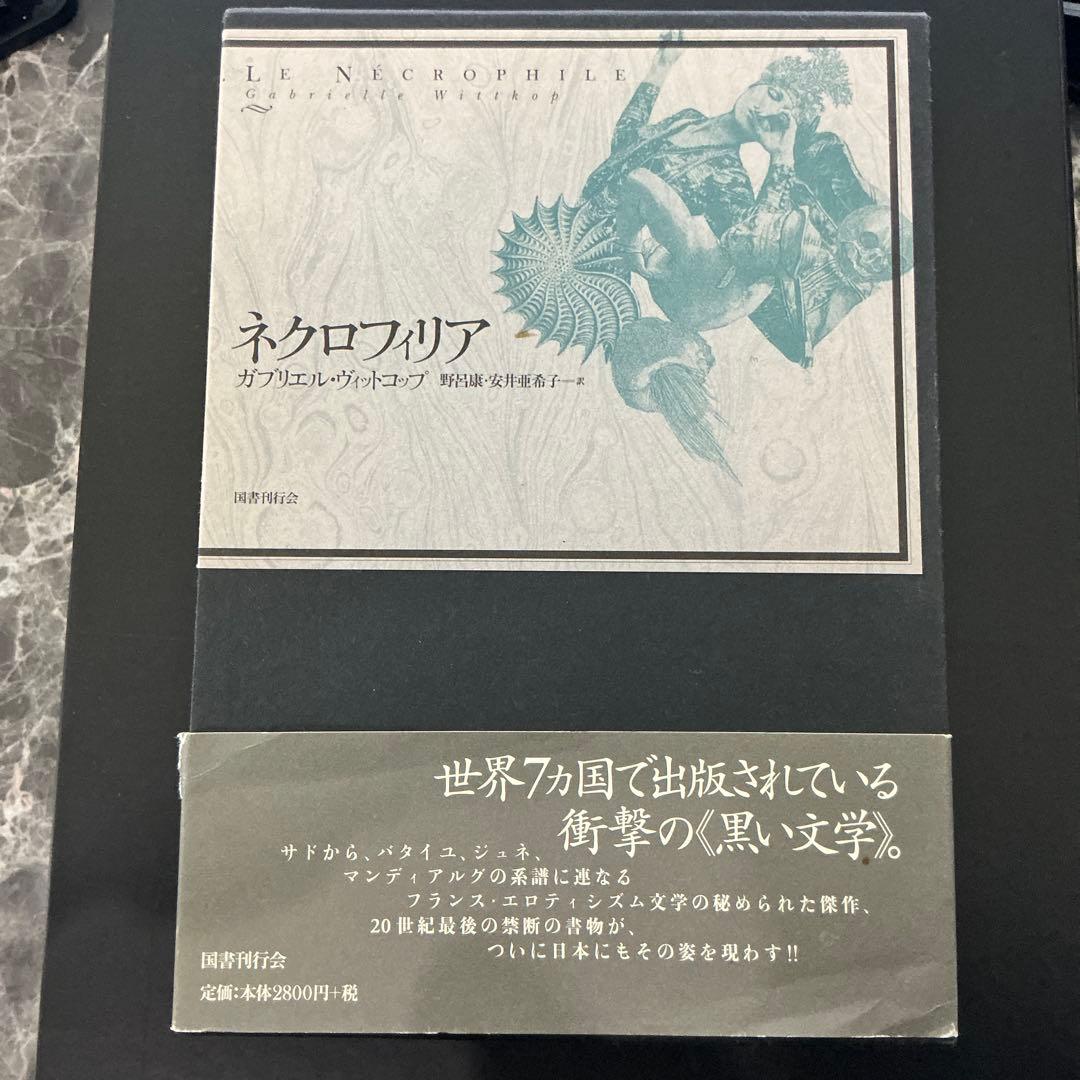 LE NÉCROPHILE
Gabrielle Wittkop
ネクロフィリア
ガブリエル・ヴィットコップ 野呂康・安井亜希子―訳
国書刊行会
世界7ヵ国で出版されている
衝撃の《黒い文学》。
サドから、バタイユ、ジュネ、
マンディアルグの系譜に連なる
フランス・エロティシズム文学の秘められた傑作、
20世紀最後の禁断の書物が、
ついに日本にもその姿を現わす!!
国書刊行会
定価:本体2800円+税